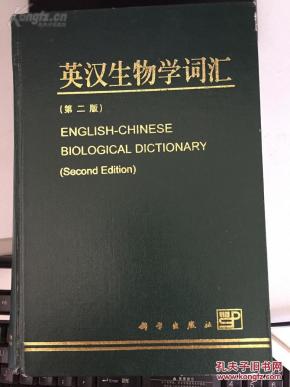 英汉生物学词汇
(第二版)
ENGLISH-CHINESE
BIOLOGICAL DICTIONARY
(Second Edition)
科学出版社
孔夫子旧书网